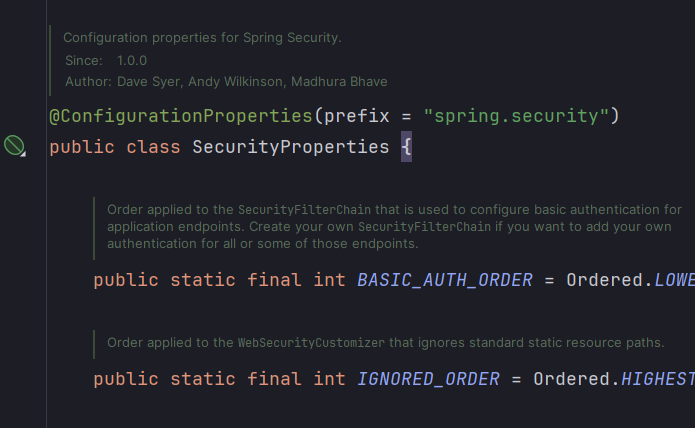 Configuration properties for Spring Security.
Since: 1.0.0
Author: Dave Syer, Andy Wilkinson, Madhura Bhave
@ConfigurationProperties(prefix = "spring.security")
public class SecurityProperties {
Order applied to the SecurityFilterChain that is used to configure basic authentication for
application endpoints. Create your own SecurityFilterChain if you want to add your own
authentication for all or some of those endpoints.
public static final int BASIC_AUTH_ORDER = Ordered.LOWE
Order applied to the WebSecurityCustomizer that ignores standard static resource paths.
public static final int IGNORED_ORDER = Ordered.HIGHEST